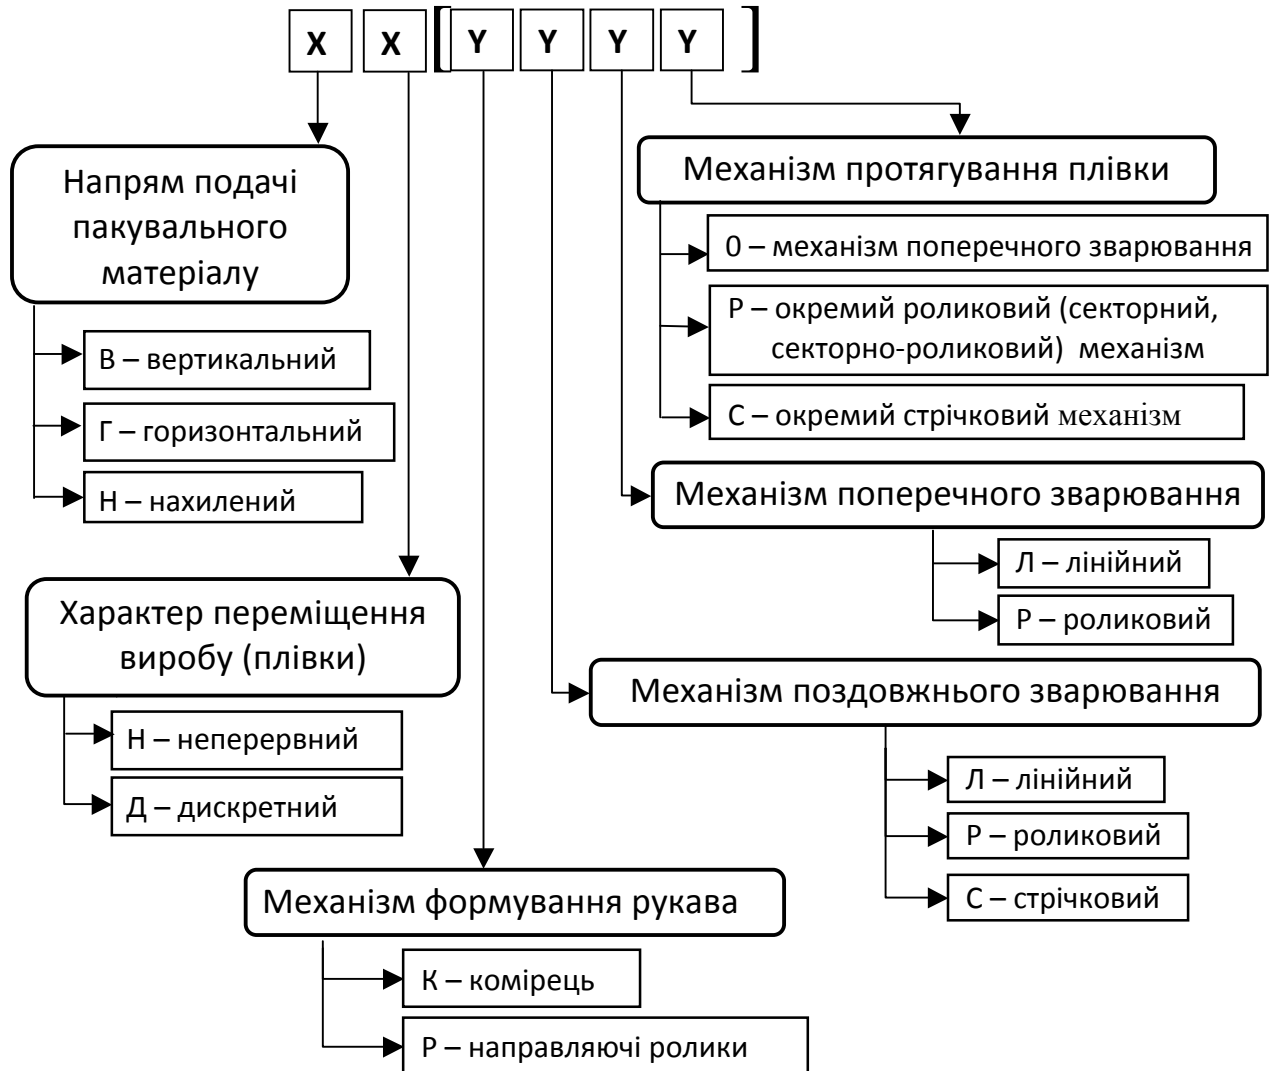 X X [ Y Y Y Y ]
Напрям подачі
пакувального
матеріалу
В – вертикальний
Г – горизонтальний
Н – нахилений
Характер переміщення
виробу (плівки)
Н – неперервний
Д – дискретний
Механізм формування рукава
К – комірець
Р – направляючі ролики
Механізм протягування плівки
0 – механізм поперечного зварювання
Р – окремий роликовий (секторний,
секторно-роликовий) механізм
С – окремий стрічковий механізм
Механізм поперечного зварювання
Л – лінійний
Р – роликовий
Механізм поздовжнього зварювання
Л – лінійний
Р – роликовий
С – стрічковий